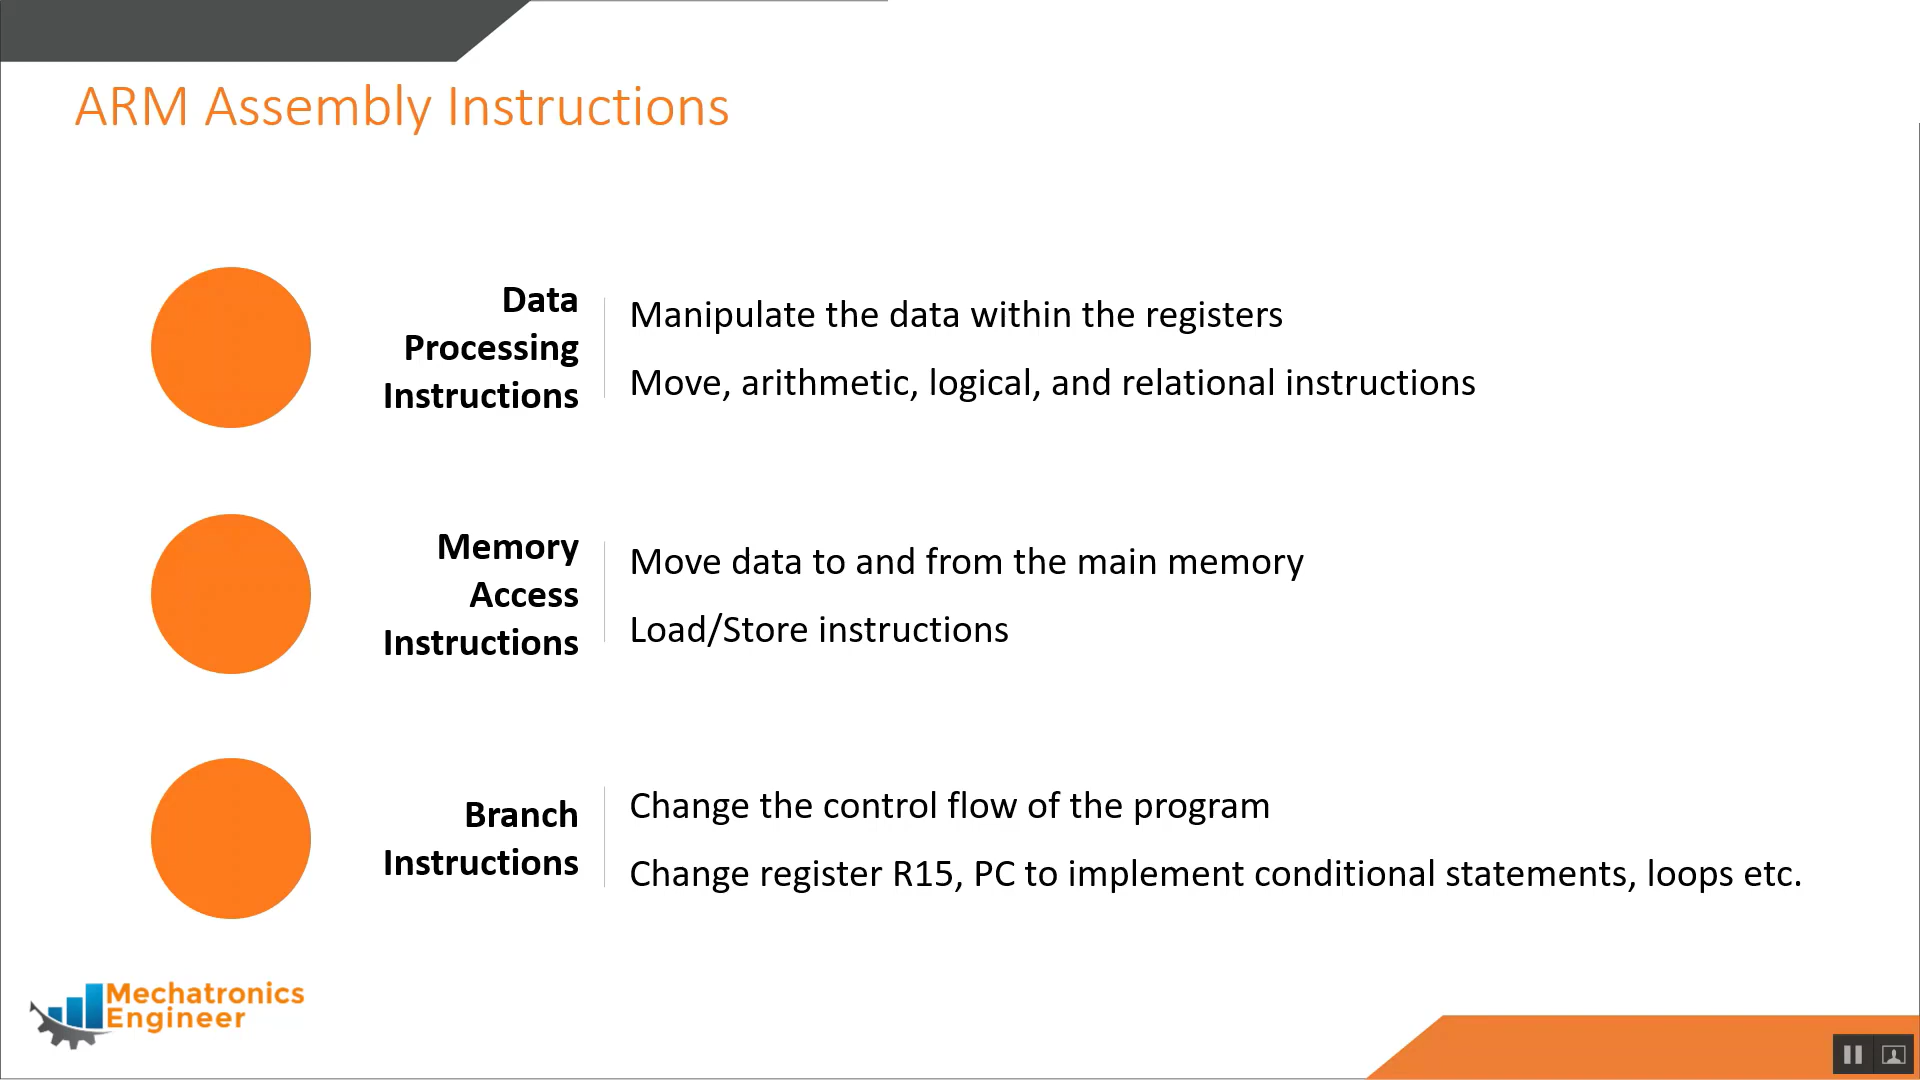 ARM Assembly Instructions
Data
Processing
Instructions
Manipulate the data within the registers
Move, arithmetic, logical, and relational instructions
Memory
Access
Instructions
Move data to and from the main memory
Load/Store instructions
Branch
Instructions
Change the control flow of the program
Change register R15, PC to implement conditional statements, loops etc.
Mechatronics
Engineer